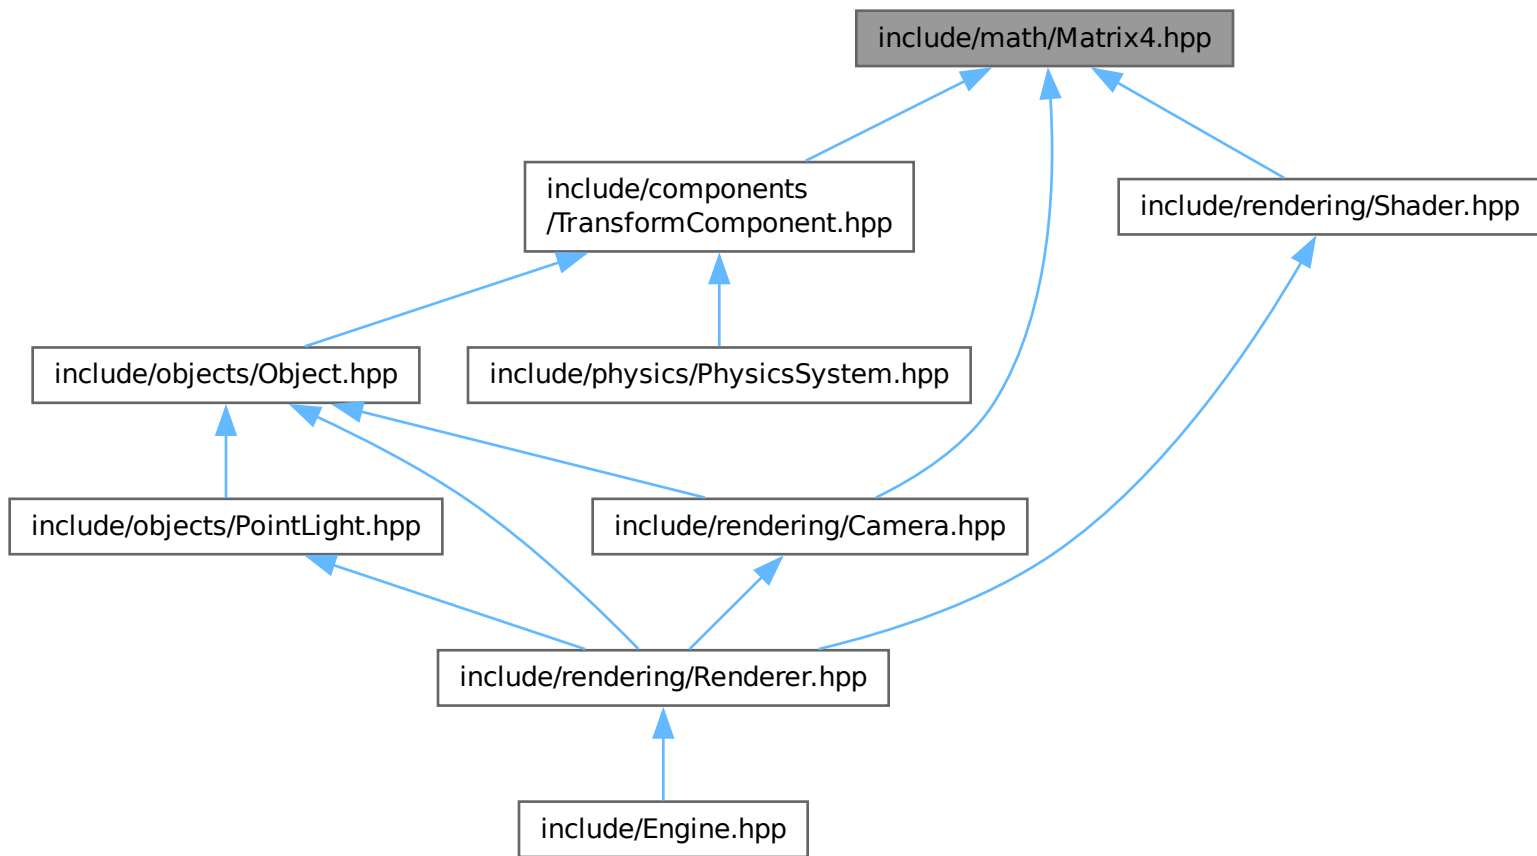 include/math/Matrix4.hpp
include/components
/TransformComponent.hpp
include/rendering/Shader.hpp
include/objects/Object.hpp
include/physics/PhysicsSystem.hpp
include/objects/PointLight.hpp
include/rendering/Camera.hpp
include/rendering/Renderer.hpp
include/Engine.hpp